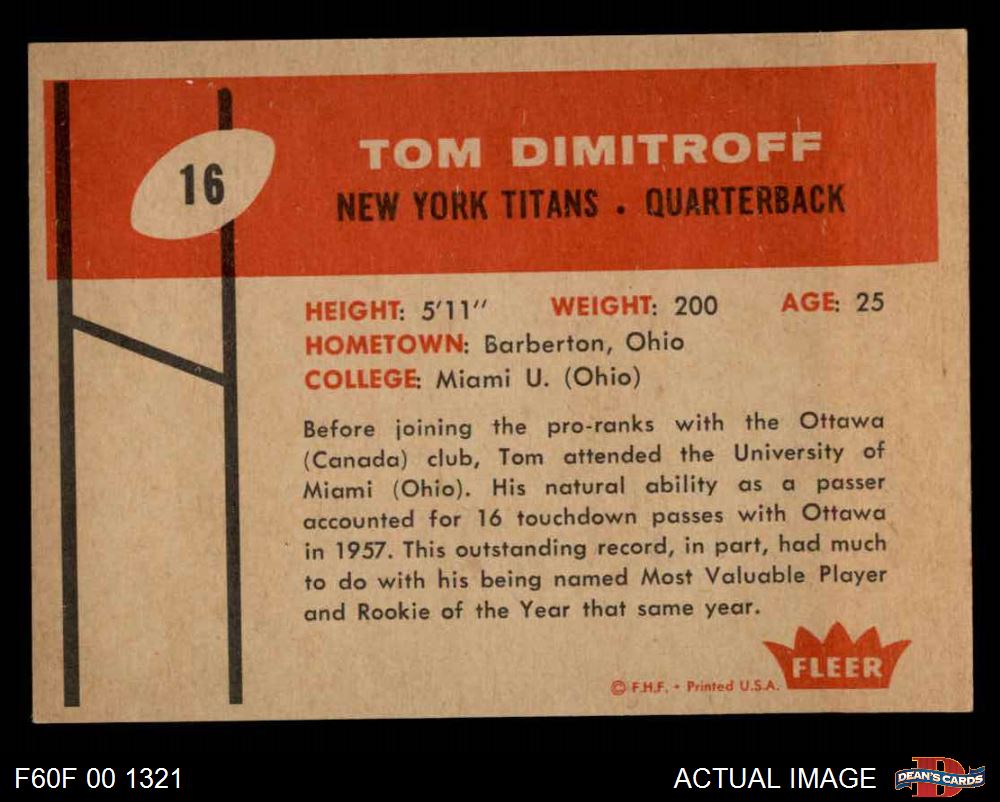 16
TOM DIMITROFF
NEW YORK TITANS . QUARTERBACK
HEIGHT: 5'11" WEIGHT: 200 AGE: 25
HOMETOWN: Barberton, Ohio
COLLEGE: Miami U. (Ohio)
Before joining the pro-ranks with the Ottawa
(Canada) club, Tom attended the University of
Miami (Ohio). His natural ability as a passer
accounted for 16 touchdown passes with Ottawa
in 1957. This outstanding record, in part, had much
to do with his being named Most Valuable Player
and Rookie of the Year that same year.
FLEER
© F.H.F. • Printed U.S.A.
F60F 00 1321
ACTUAL IMAGE
D
DEAN'S CARDS